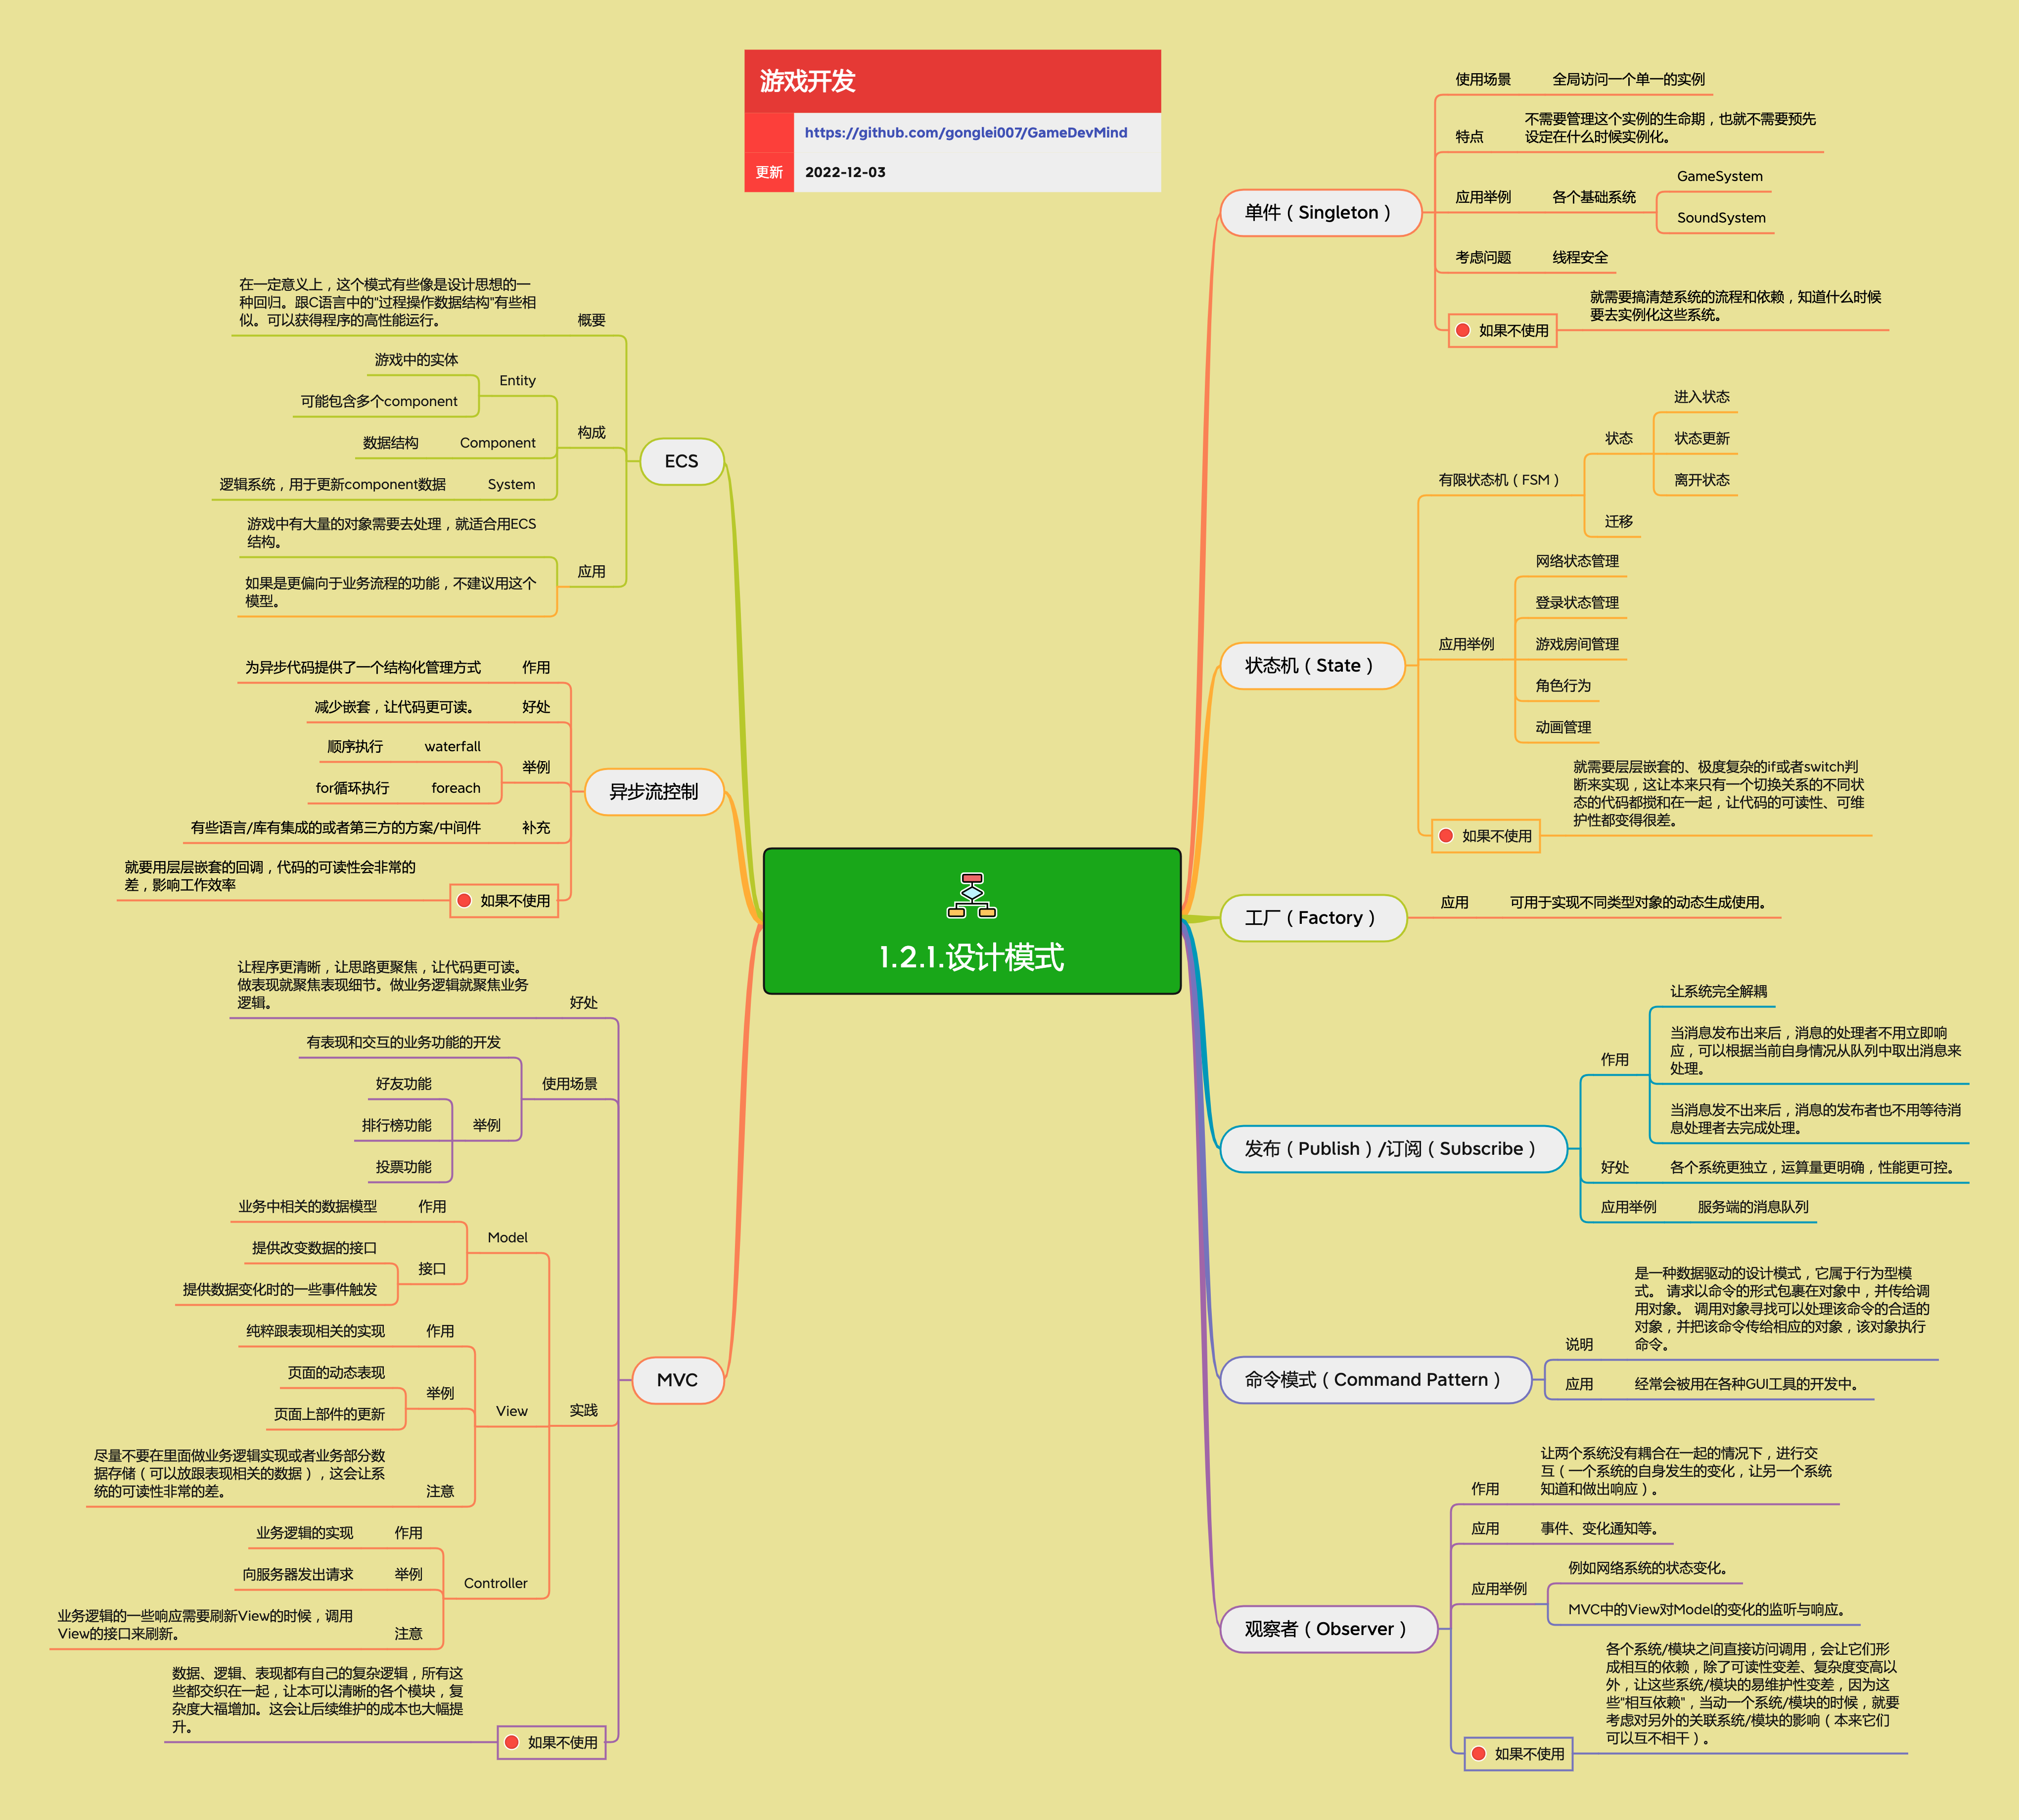 游戏开发
https://github.com/gonglei007/GameDevMind
更新
2022-12-03
1.2.1.设计模式
单件（Singleton）
使用场景
全局访问一个单一的实例
特点
不需要管理这个实例的生命期，也就不需要预先
设定在什么时候实例化。
应用举例
各个基础系统
GameSystem
SoundSystem
考虑问题
线程安全
如果不使用
就需要搞清楚系统的流程和依赖，知道什么时候
要去实例化这些系统。
状态机（State）
有限状态机（FSM）
状态
进入状态
状态更新
离开状态
迁移
应用举例
网络状态管理
登录状态管理
游戏房间管理
角色行为
动画管理
如果不使用
就需要层层嵌套的、极度复杂的if或者switch判
断来实现，这让本来只有一个切换关系的不同状
态的代码都搅和在一起，让代码的可读性、可维
护性都变得很差。
工厂（Factory）
应用
可用于实现不同类型对象的动态生成使用。
发布（Publish）/订阅（Subscribe）
作用
让系统完全解耦
当消息发布出来后，消息的处理者不用立即响
应，可以根据当前自身情况从队列中取出消息来
处理。
当消息发不出来后，消息的发布者也不用等待消
息处理者去完成处理。
好处
各个系统更独立，运算量更明确，性能更可控。
应用举例
服务端的消息队列
命令模式（Command Pattern）
说明
是一种数据驱动的设计模式，它属于行为型模
式。 请求以命令的形式包裹在对象中，并传给调
用对象。 调用对象寻找可以处理该命令的合适的
对象，并把该命令传给相应的对象，该对象执行
命令。
应用
经常会被用在各种GUI工具的开发中。
观察者（Observer）
作用
让两个系统没有耦合在一起的情况下，进行交
互（一个系统的自身发生的变化，让另一个系统
知道和做出响应）。
应用
事件、变化通知等。
应用举例
例如网络系统的状态变化。
MVC中的View对Model的变化的监听与响应。
如果不使用
各个系统/模块之间直接访问调用，会让它们形
成相互的依赖，除了可读性变差、复杂度变高以
外，让这些系统/模块的易维护性变差，因为这
些"相互依赖"，当动一个系统/模块的时候，就要
考虑对另外的关联系统/模块的影响（本来它们
可以互不相干）。
ECS
概要
在一定意义上，这个模式有些像是设计思想的一
种回归。跟C语言中的"过程操作数据结构"有些相
似。可以获得程序的高性能运行。
构成
Entity
游戏中的实体
可能包含多个component
Component
数据结构
System
逻辑系统，用于更新component数据
应用
游戏中有大量的对象需要去处理，就适合用ECS
结构。
如果是更偏向于业务流程的功能，不建议用这个
模型。
异步流控制
作用
为异步代码提供了一个结构化管理方式
好处
减少嵌套，让代码更可读。
举例
waterfall
顺序执行
foreach
for循环执行
补充
有些语言/库有集成的或者第三方的方案/中间件
如果不使用
就要用层层嵌套的回调，代码的可读性会非常的
差，影响工作效率
MVC
好处
让程序更清晰，让思路更聚焦，让代码更可读。
做表现就聚焦表现细节。做业务逻辑就聚焦业务
逻辑。
使用场景
有表现和交互的业务功能的开发
举例
好友功能
排行榜功能
投票功能
实践
Model
作用
业务中相关的数据模型
接口
提供改变数据的接口
提供数据变化时的一些事件触发
View
作用
纯粹跟表现相关的实现
举例
页面的动态表现
页面上部件的更新
注意
尽量不要在里面做业务逻辑实现或者业务部分数
据存储（可以放跟表现相关的数据），这会让系
统的可读性非常的差。
Controller
作用
业务逻辑的实现
举例
向服务器发出请求
注意
业务逻辑的一些响应需要刷新View的时候，调用
View的接口来刷新。
如果不使用
数据、逻辑、表现都有自己的复杂逻辑，所有这
些都交织在一起，让本可以清晰的各个模块，复
杂度大福增加。这会让后续维护的成本也大幅提
升。